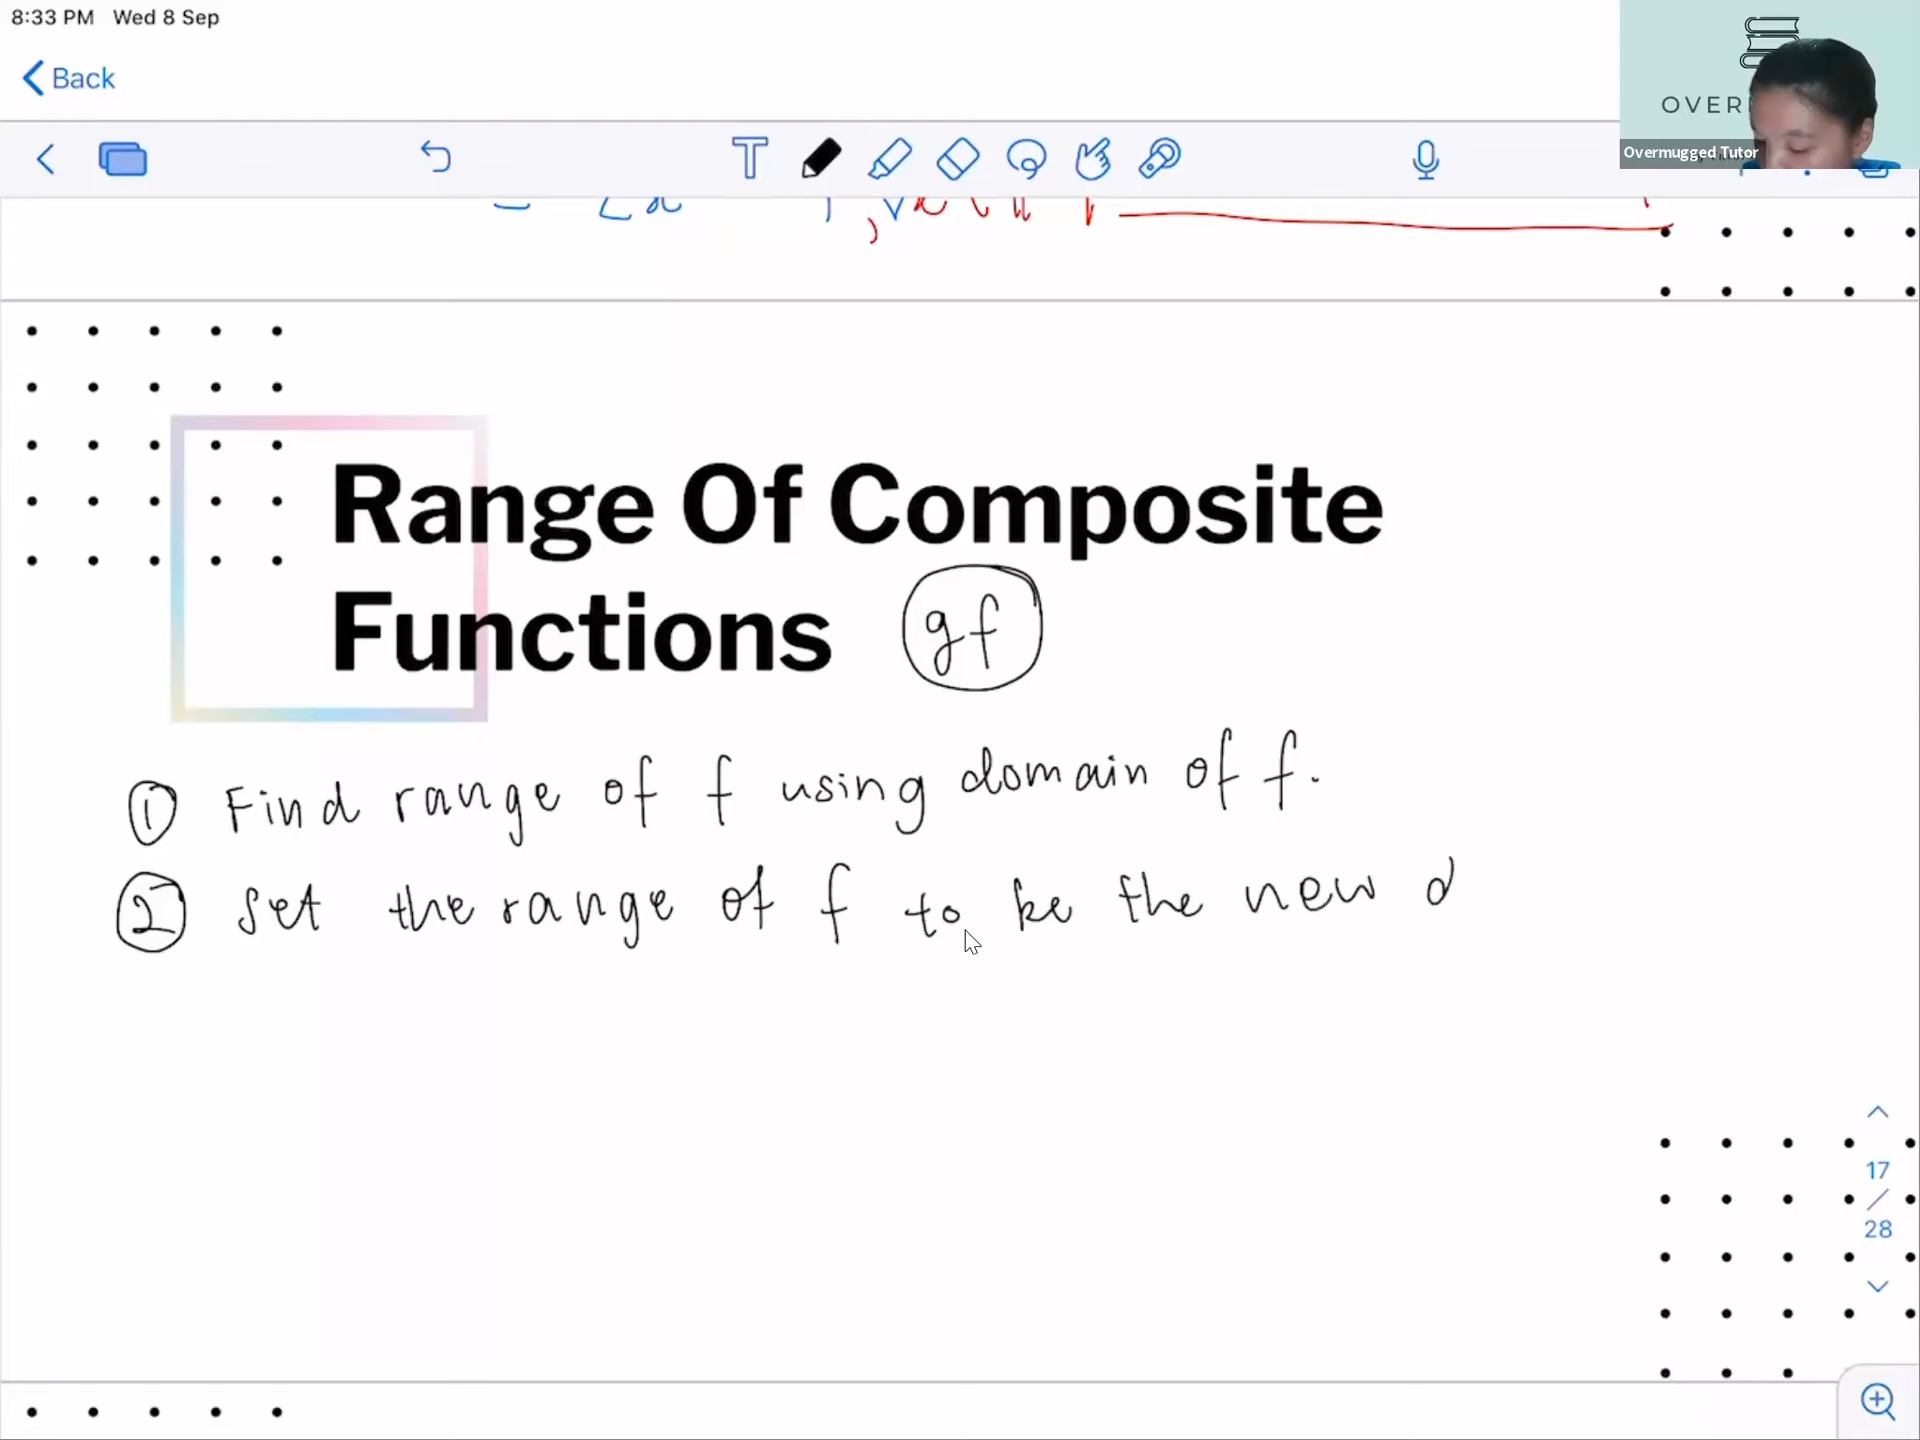 8:33 PM Wed 8 Sep
Back
OVER
Overmugged Tutor
Range Of Composite
Functions gf
① Find range of f using domain of f.
② Set the range of f to be the new d
17
/
28